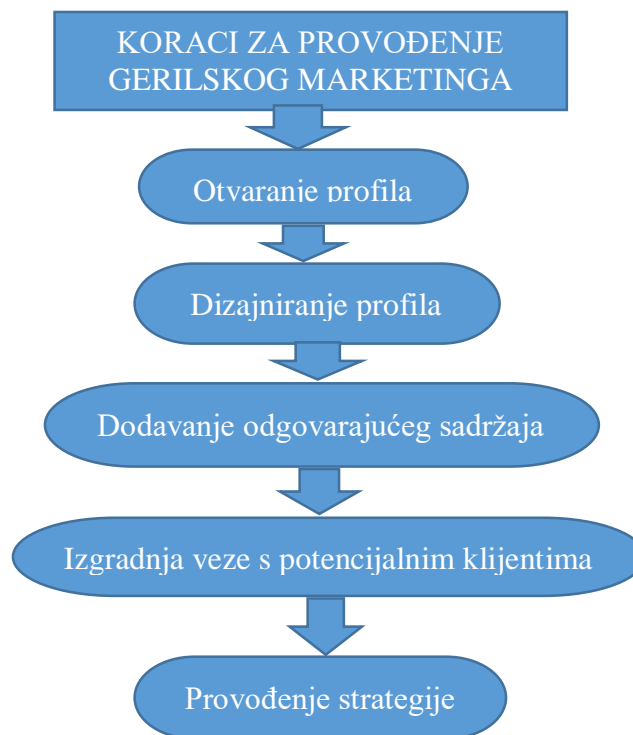 KORACI ZA PROVOĐENJE
GERILSKOG MARKETINGA
Otvaranje profila
Dizajniranje profila
Dodavanje odgovarajućeg sadržaja
Izgradnja veze s potencijalnim klijentima
Provođenje strategije